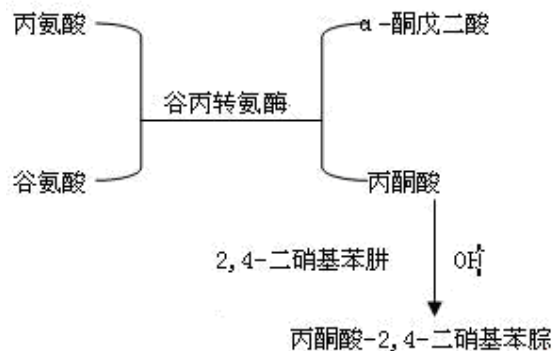 丙氨酸
α-酮戊二酸
谷丙转氨酶
谷氨酸
丙酮酸
2,4-二硝基苯肼
OH
丙酮酸-2,4-二硝基苯腙